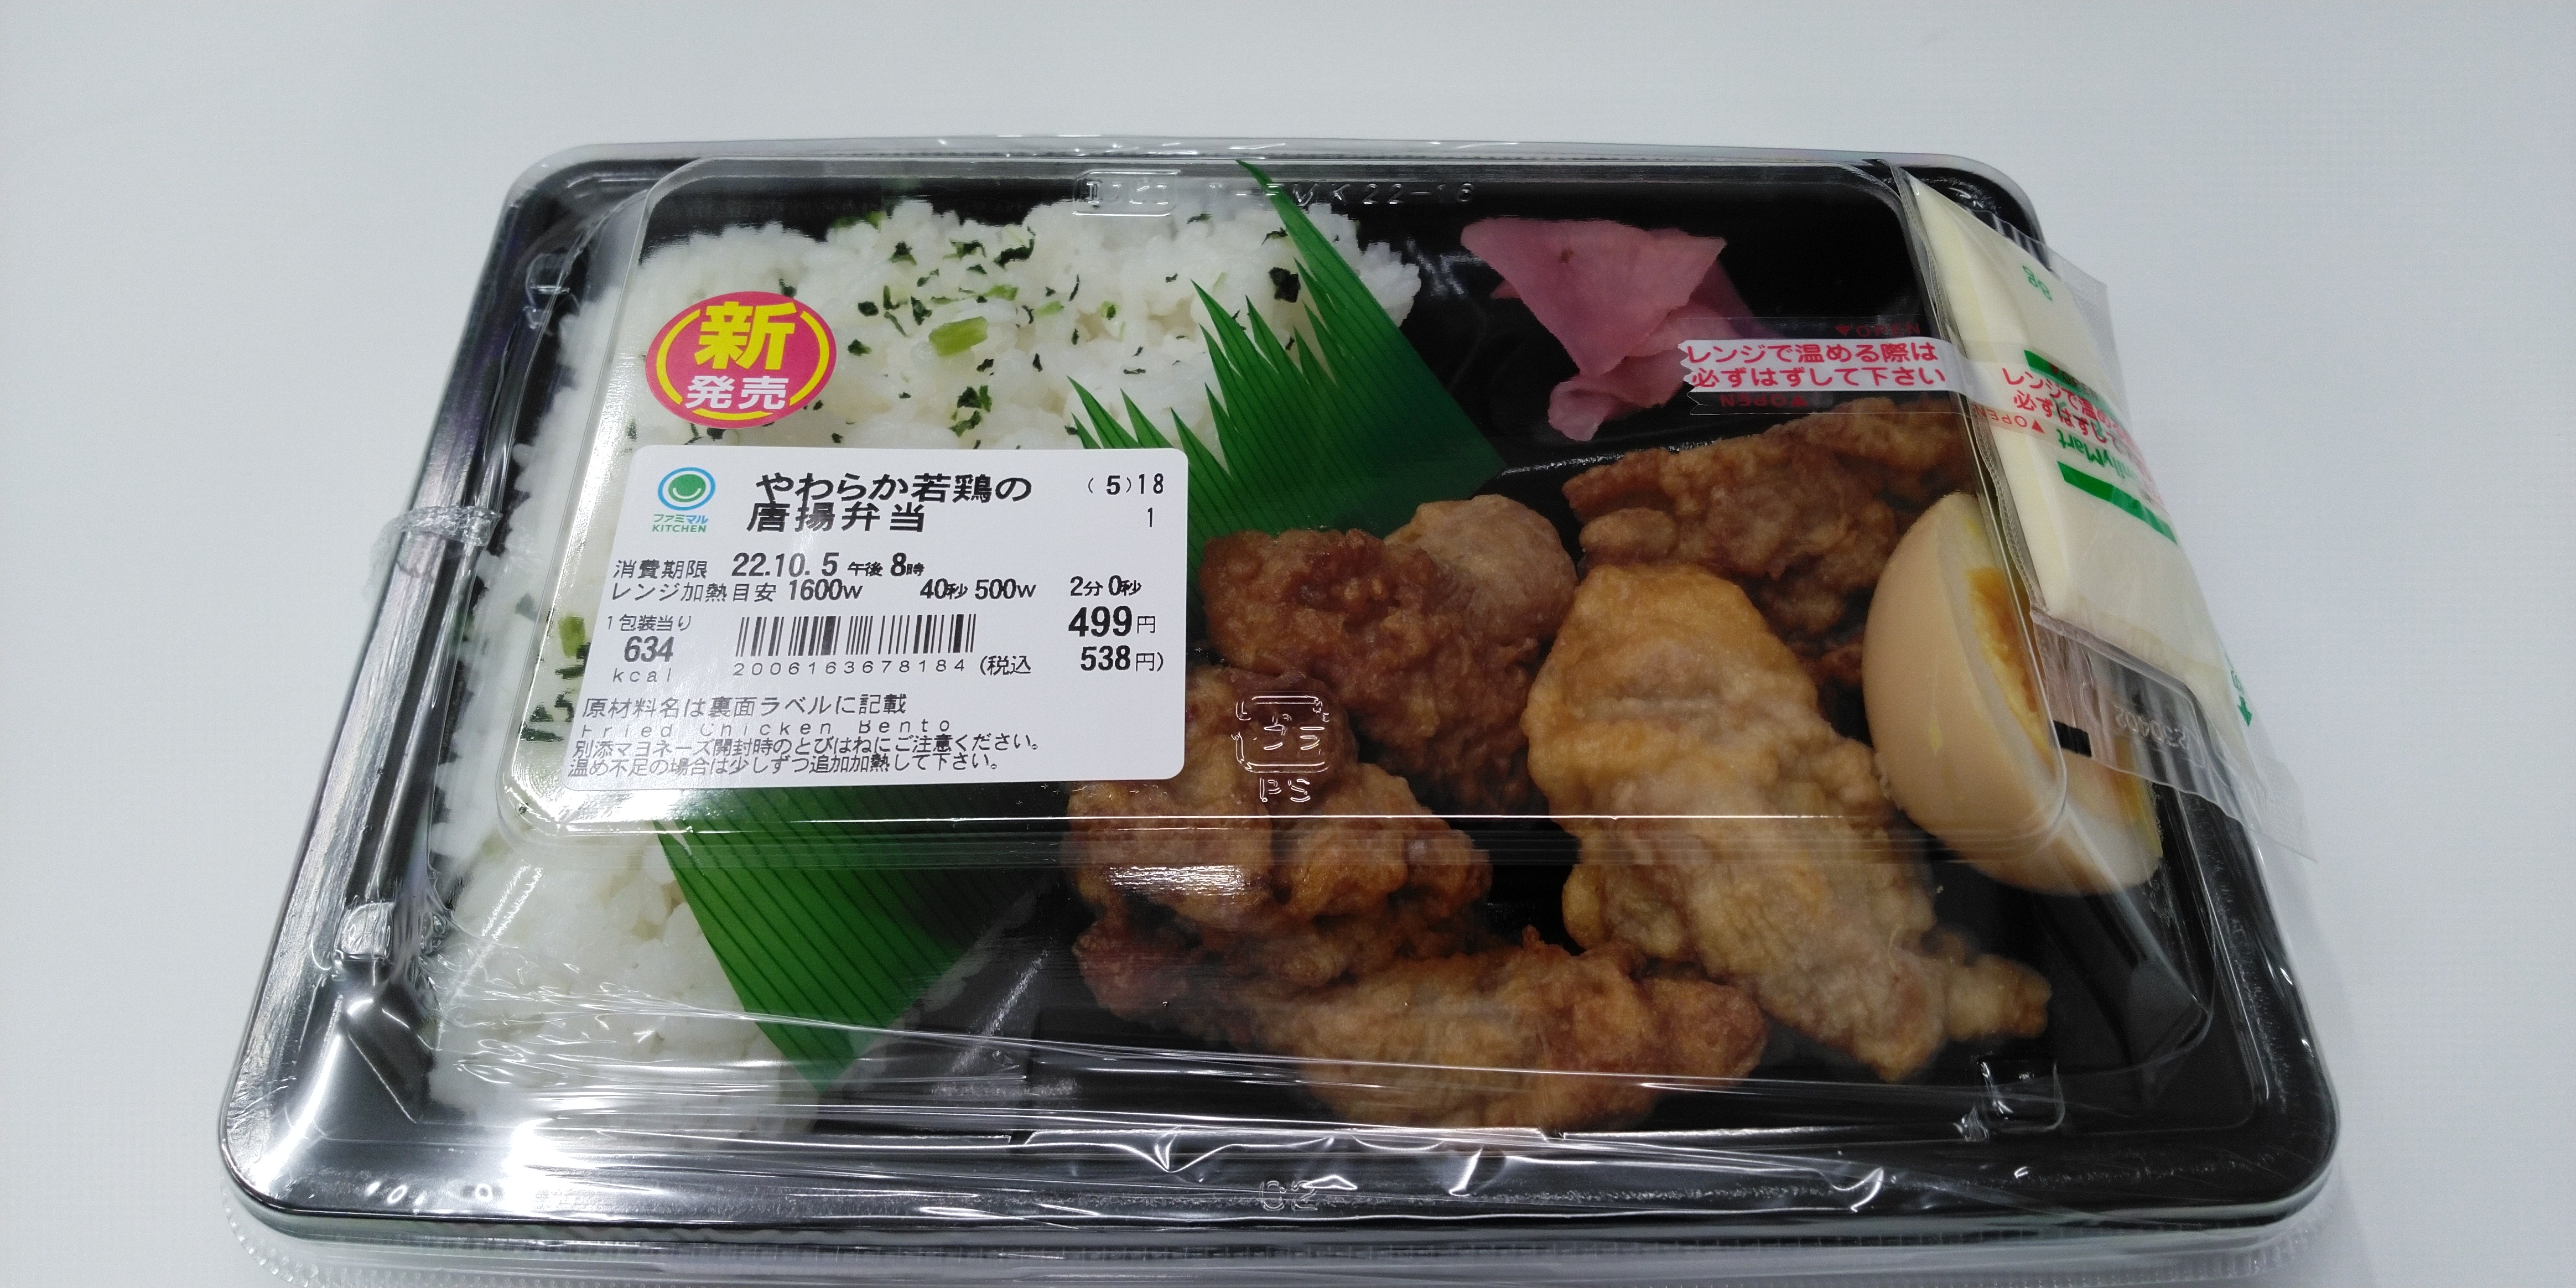 新
発売
ファミマル
KITCHEN
やわらか若鶏の
唐揚弁当
(5)18
1
消費期限 22.10.5 午後 8時
レンジ加熱目安 1600w 40秒 500w 2分0秒
1包装当り
634
kcal
499円
2006163678184 (税込 538円)
原材料名は裏面ラベルに記載
Fried Chicken Bento
別添マヨネーズ開封時のとびはねにご注意ください。
温め不足の場合は少しずつ追加加熱して下さい。
▼OPEN
レンジで温める際は
必ずはずして下さい
OPEN
OPEN
PS